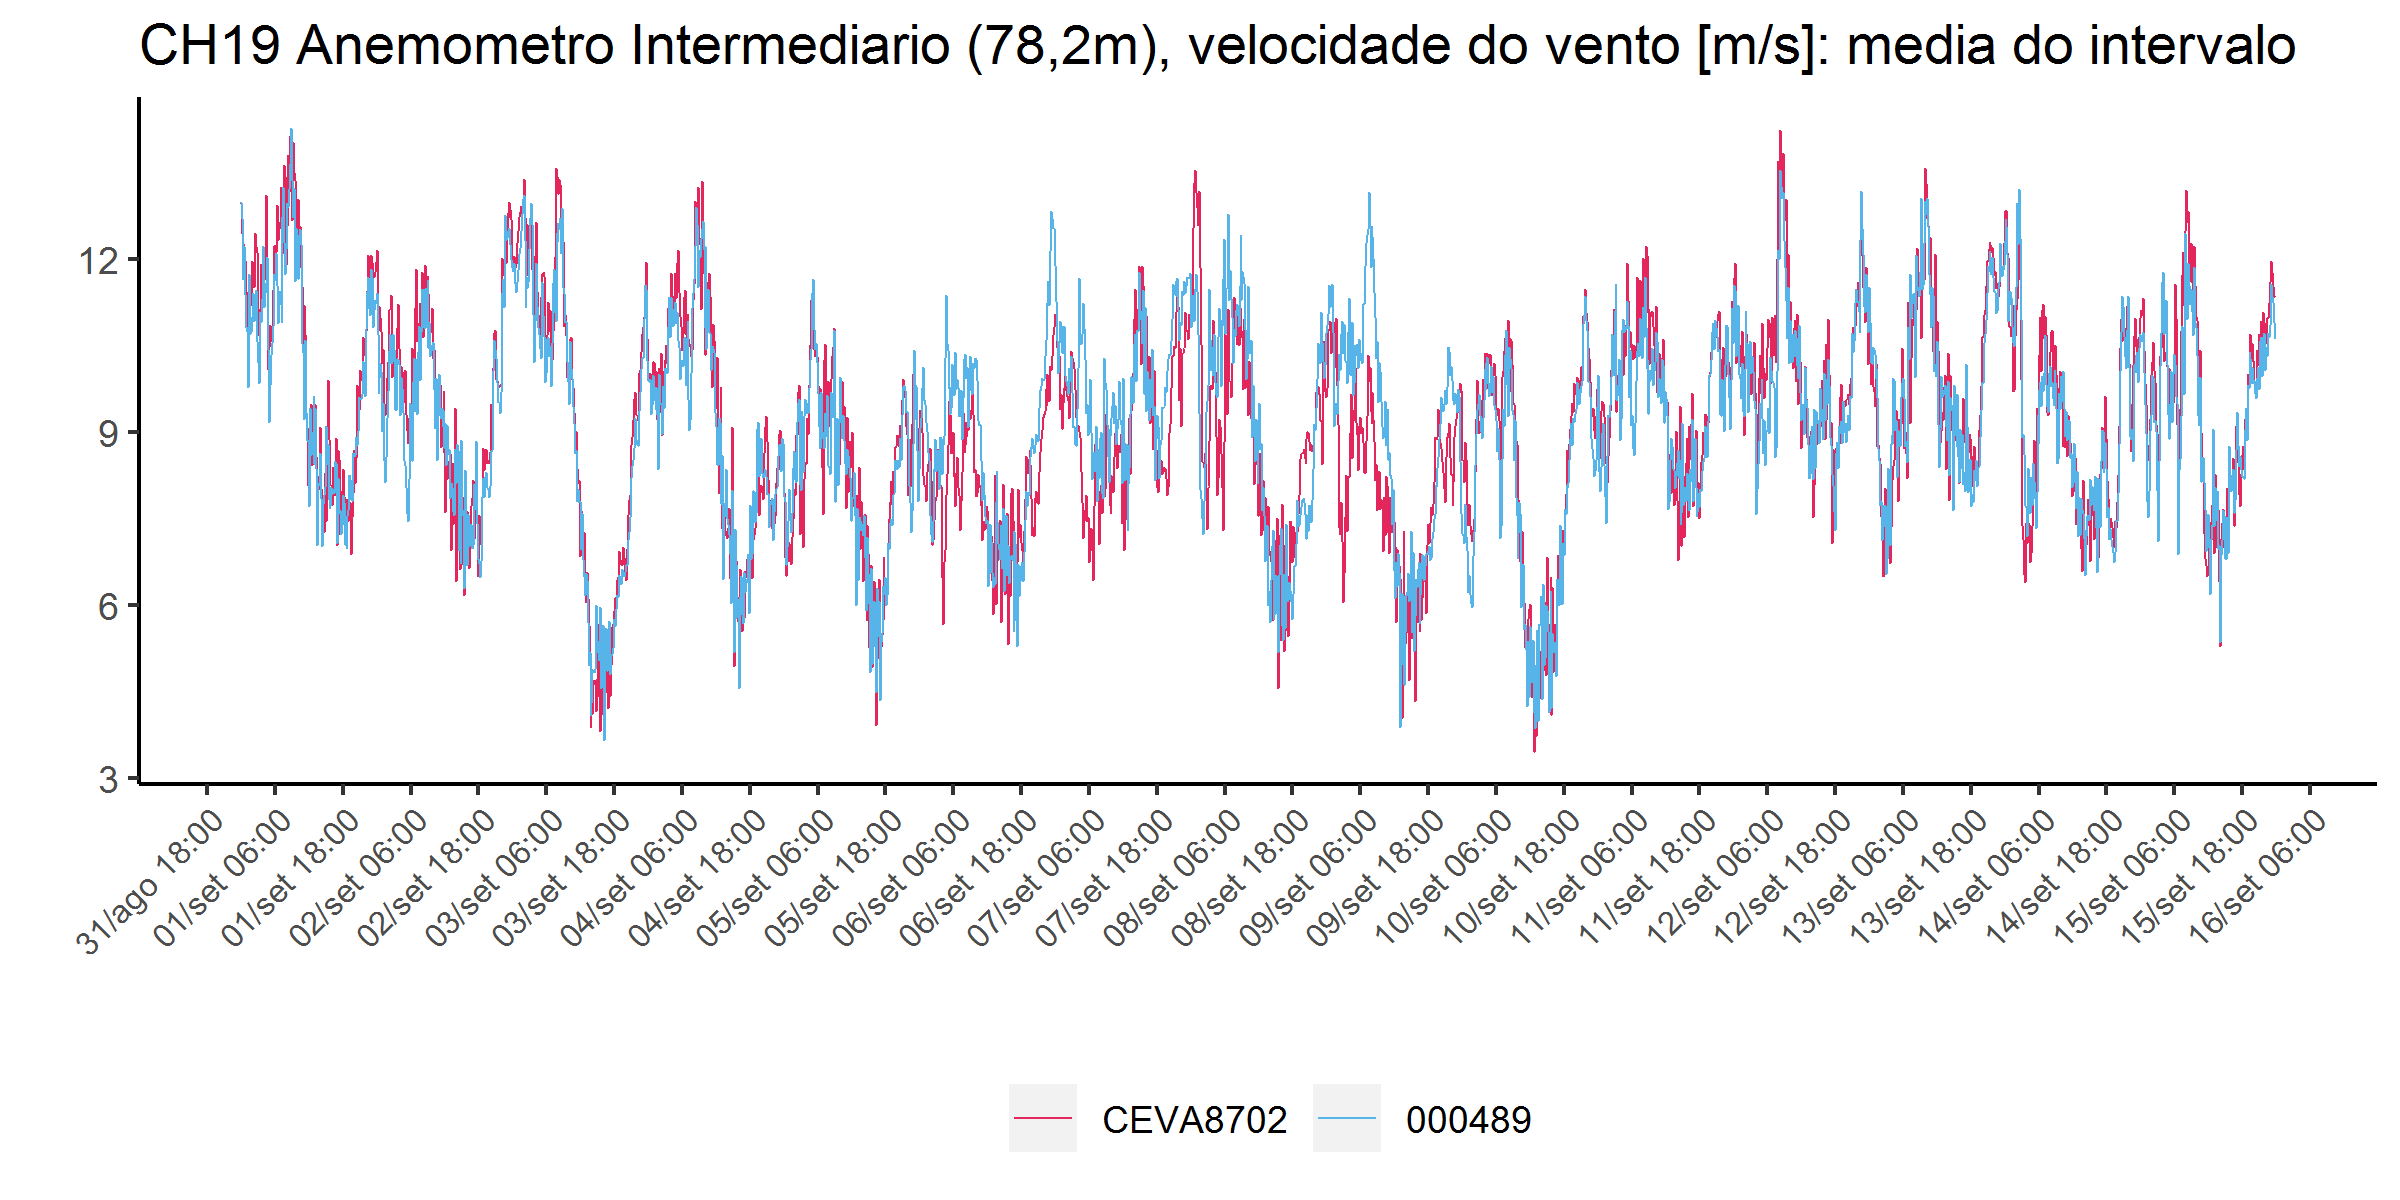 CH19 Anemometro Intermediario (78,2m), velocidade do vento [m/s]: media do intervalo
12
9
6
3
31/ago 18:00
01/set 06:00
01/set 18:00
02/set 06:00
02/set 18:00
03/set 06:00
03/set 18:00
04/set 06:00
04/set 18:00
05/set 06:00
05/set 18:00
06/set 06:00
06/set 18:00
07/set 06:00
07/set 18:00
08/set 06:00
08/set 18:00
09/set 06:00
09/set 18:00
10/set 06:00
10/set 18:00
11/set 06:00
11/set 18:00
12/set 06:00
12/set 18:00
13/set 06:00
13/set 18:00
14/set 06:00
14/set 18:00
15/set 06:00
15/set 18:00
16/set 06:00
CEVA8702
000489